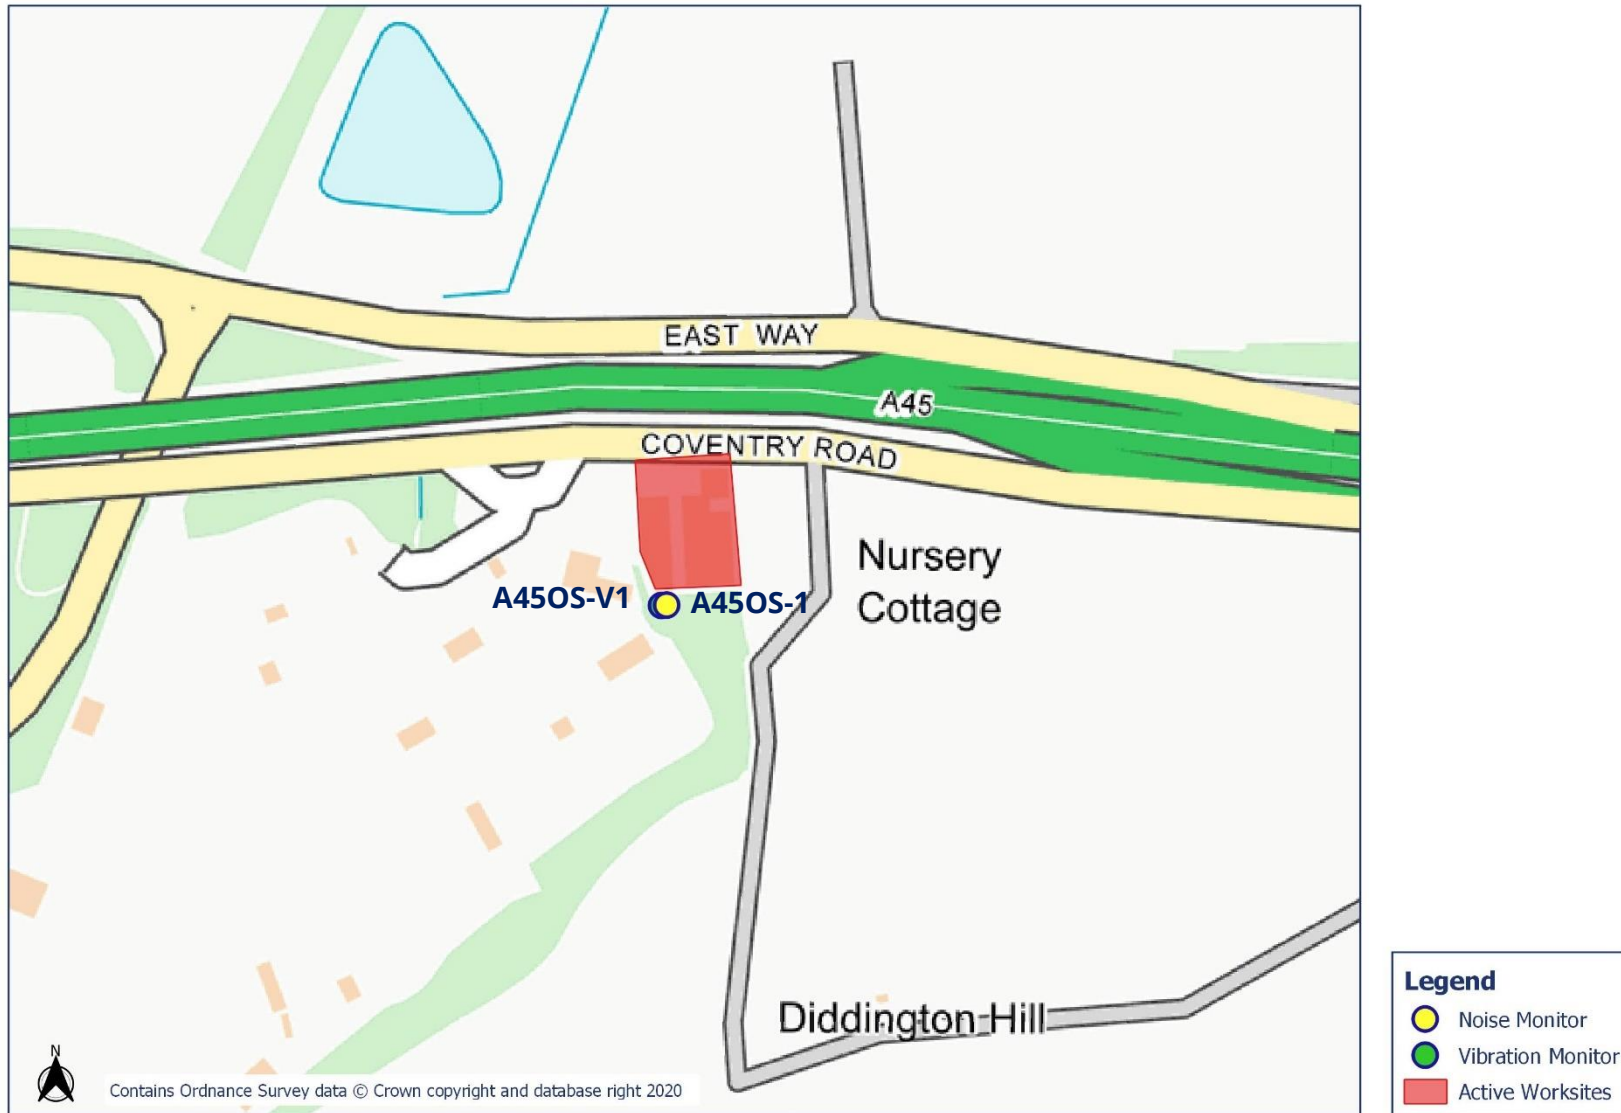 EAST WAY
A45
COVENTRY ROAD
Nursery
Cottage
A45OS-V1
A45OS-1
Diddington Hill
N
Contains Ordnance Survey data © Crown copyright and database right 2020
Legend
Noise Monitor
Vibration Monitor
Active Worksites